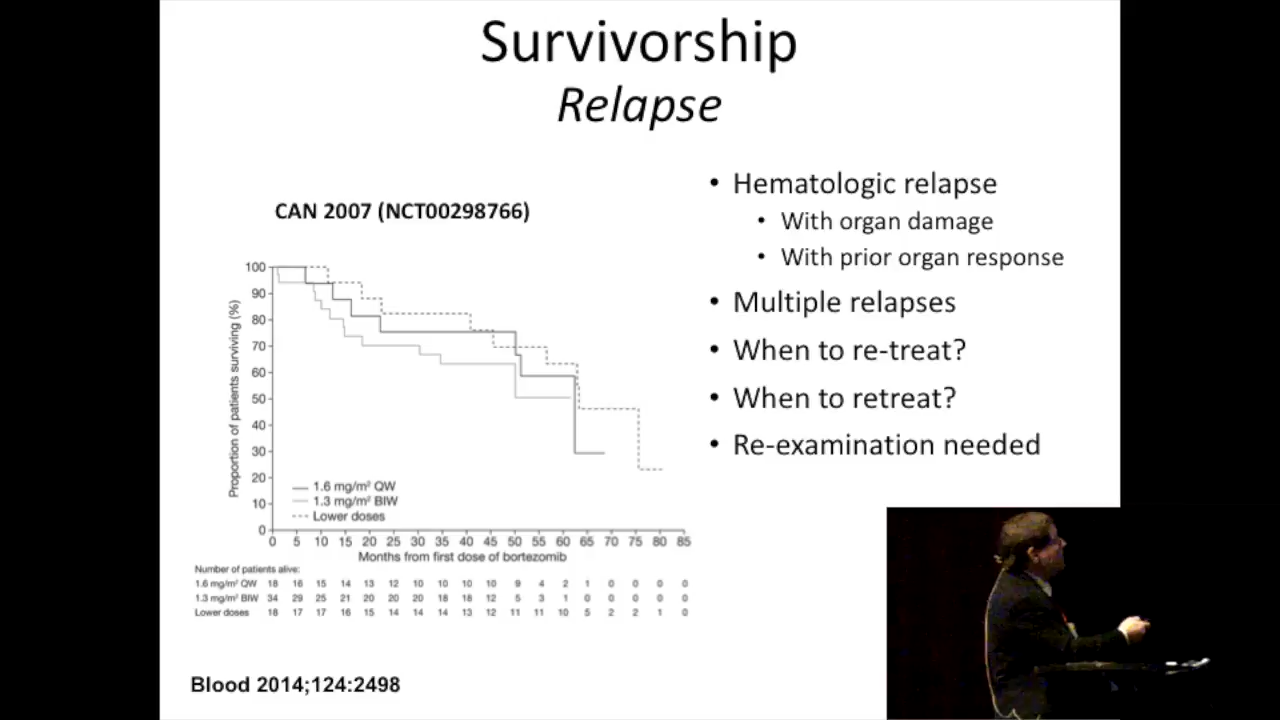 Survivorship
Relapse
CAN 2007 (NCT00298766)
Proportion of patients surviving (%)
100
90
80
70
60
50
40
30
20
10
0
1.6 mg/m² QW
1.3 mg/m² BIW
Lower doses
0 5 10 15 20 25 30 35 40 45 50 55 60 65 70 75 80 85
Months from first dose of bortezomib
Number of patients alive:
1.6 mg/m² QW 18 16 15 14 13 12 10 10 10 10 9 4 2 1 0 0 0 0
1.3 mg/m² BIW 34 29 25 21 20 20 20 18 18 12 5 3 1 0 0 0 0 0
Lower doses 18 17 17 16 15 14 14 14 13 12 11 11 10 5 2 2 1 0
Blood 2014;124:2498
• Hematologic relapse
• With organ damage
• With prior organ response
• Multiple relapses
• When to re-treat?
• When to retreat?
• Re-examination needed